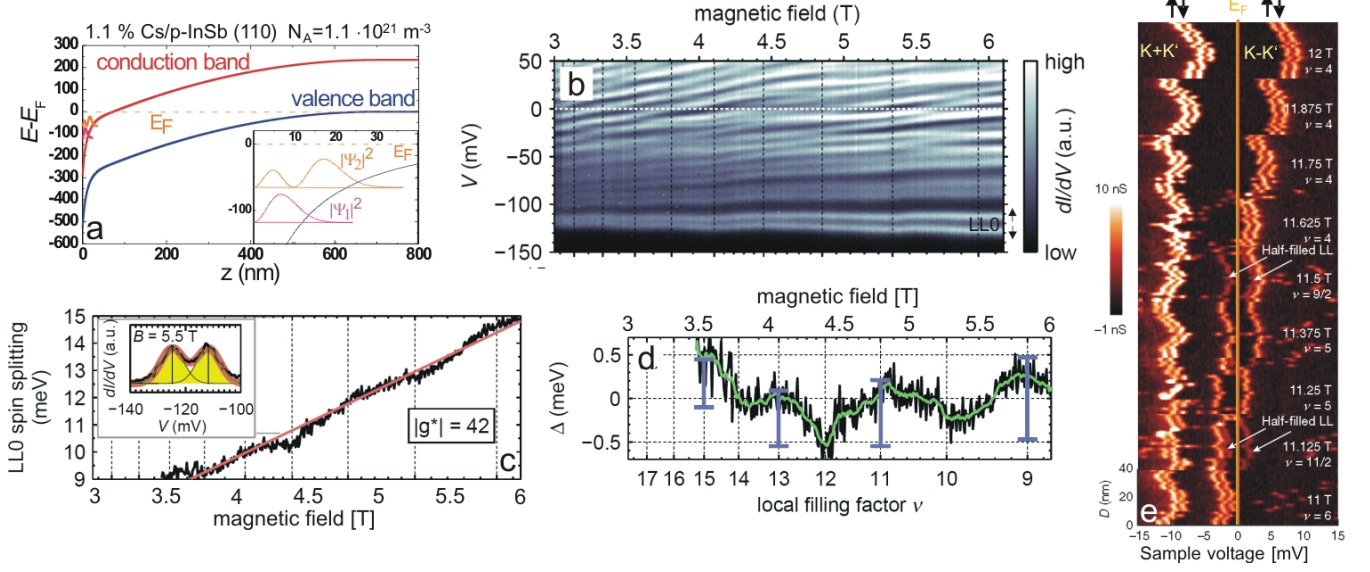 1.1 % Cs/p-InSb (110) N_A=1.1 ·10²¹ m⁻³
300
200
100
0
-100
-200
-300
-400
-500
-600
E-E_F
conduction band
valence band
E_F
10 20 30
0
-100
|Ψ₂|²
|Ψ₁|²
E_F
a
0 200 400 600 800
z (nm)
magnetic field (T)
3 3.5 4 4.5 5 5.5 6
b
50
0
−50
−100
−150
V (mV)
LL0
high
low
dI/dV (a.u.)
LL0 spin splitting
(meV)
15
14
13
12
11
10
9
B = 5.5 T
dI/dV (a.u.)
−140 −120 −100
V (mV)
|g*| = 42
c
3 3.5 4 4.5 5 5.5 6
magnetic field [T]
magnetic field [T]
3 3.5 4 4.5 5 5.5 6
d
0.5
0
−0.5
Δ (meV)
17 16 15 14 13 12 11 10 9
local filling factor ν
E_F
K+K'
K-K'
12 T
ν = 4
11.875 T
ν = 4
11.75 T
ν = 4
11.625 T
ν = 4
Half-filled LL
11.5 T
ν = 9/2
11.375 T
ν = 5
11.25 T
ν = 5
Half-filled LL
11.125 T
ν = 11/2
11 T
ν = 6
10 nS
−1 nS
40
20
0
D (nm)
e
−15 −10 −5 0 5 10 15
Sample voltage [mV]